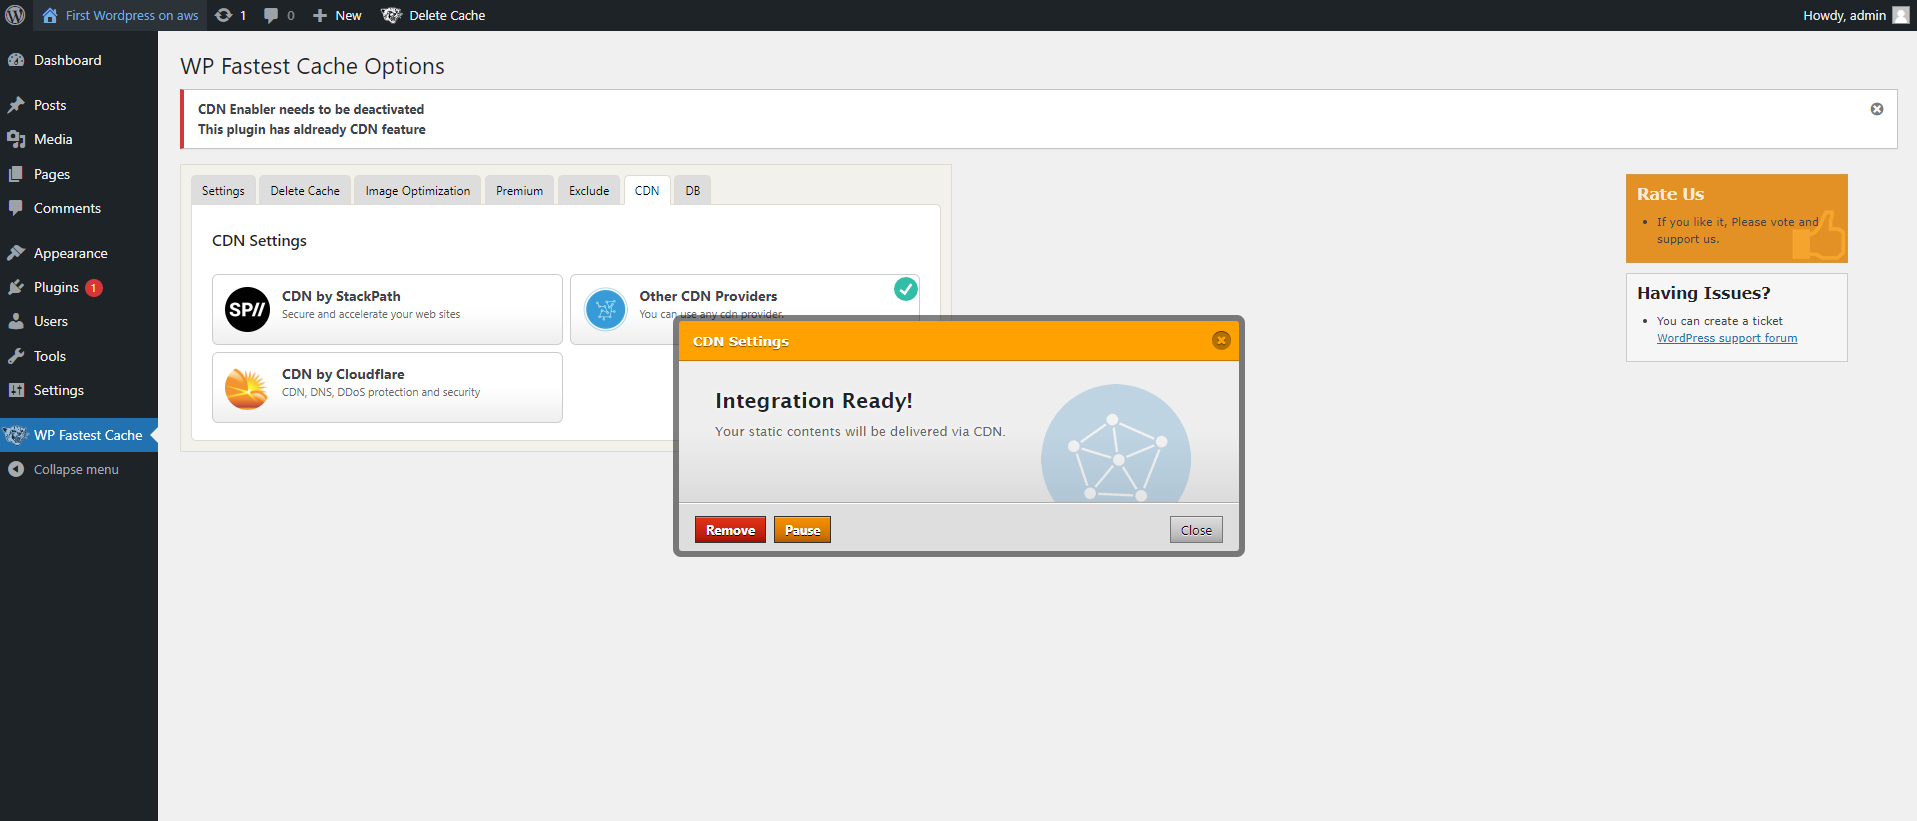 First Wordpress on aws
1
0
New
Delete Cache
Howdy, admin
Dashboard
Posts
Media
Pages
Comments
Appearance
Plugins 1
Users
Tools
Settings
WP Fastest Cache
Collapse menu
WP Fastest Cache Options
CDN Enabler needs to be deactivated
This plugin has aldready CDN feature
Settings
Delete Cache
Image Optimization
Premium
Exclude
CDN
DB
CDN Settings
SP//
CDN by StackPath
Secure and accelerate your web sites
Other CDN Providers
You can use any cdn provider.
CDN by Cloudflare
CDN, DNS, DDoS protection and security
CDN Settings
Integration Ready!
Your static contents will be delivered via CDN.
Remove
Pause
Close
Rate Us
If you like it, Please vote and
support us.
Having Issues?
You can create a ticket
WordPress support forum